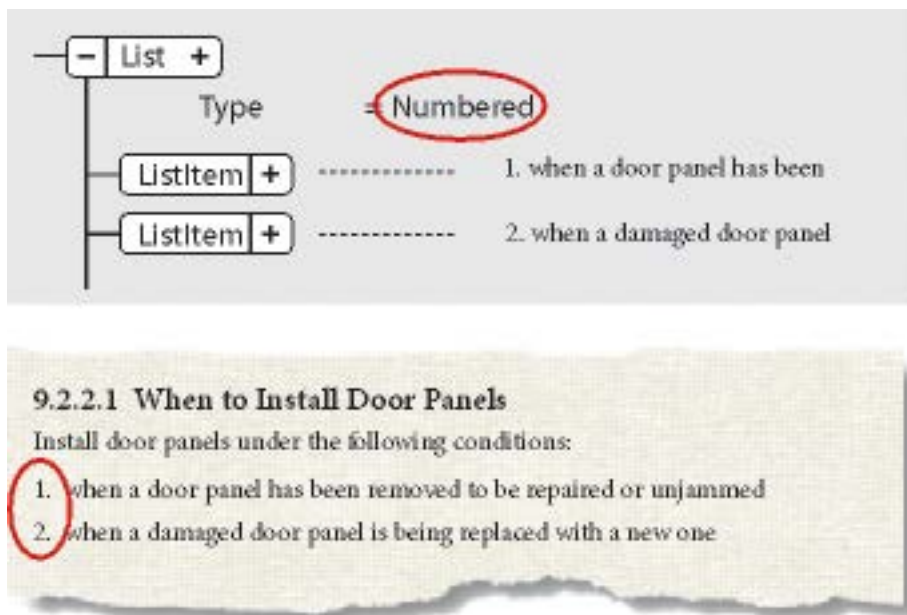 − List +
Type = Numbered
ListItem + ------------- 1. when a door panel has been
ListItem + ------------- 2. when a damaged door panel
9.2.2.1 When to Install Door Panels
Install door panels under the following conditions:
1. when a door panel has been removed to be repaired or unjammed
2. when a damaged door panel is being replaced with a new one